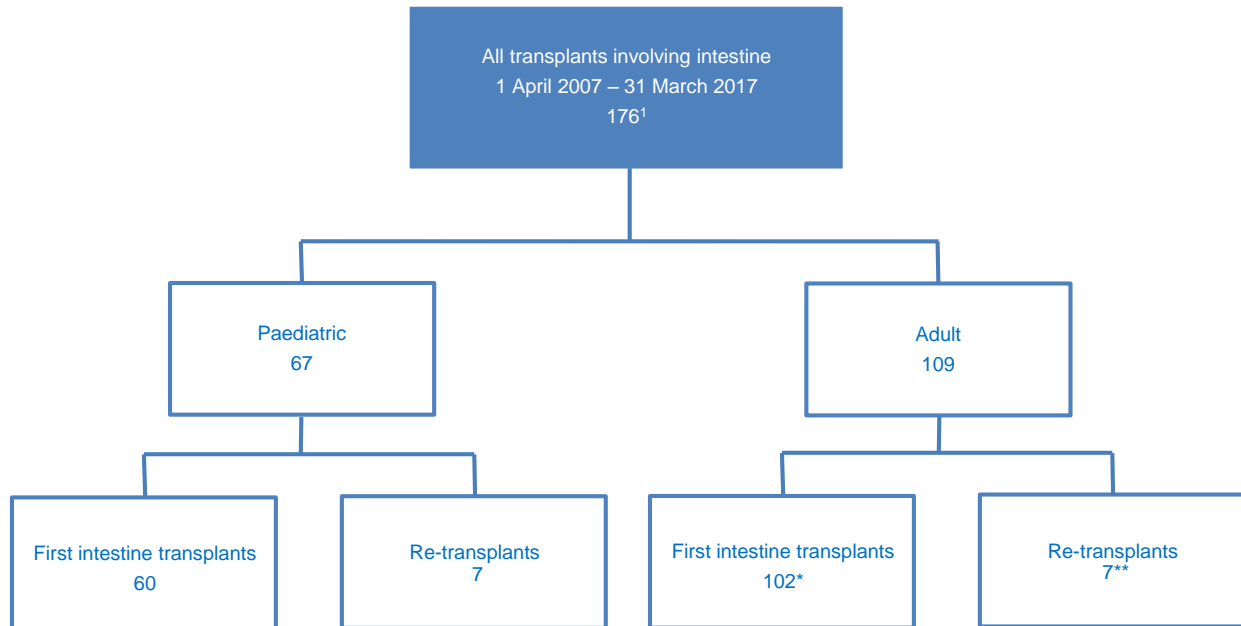 All transplants involving intestine
1 April 2007 – 31 March 2017
176¹
Paediatric
67
Adult
109
First intestine transplants
60
Re-transplants
7
First intestine transplants
102*
Re-transplants
7**